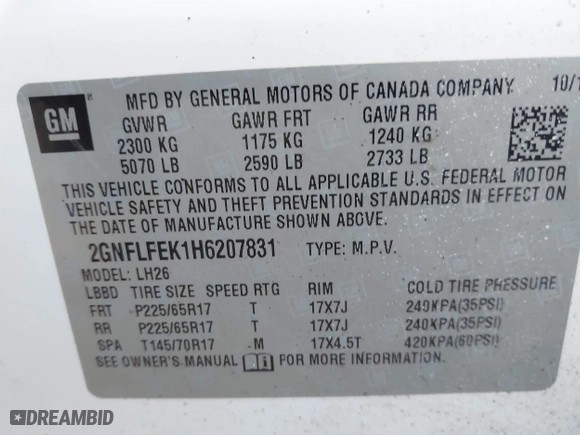 GM
MFD BY GENERAL MOTORS OF CANADA COMPANY 10/1
GVWR GAWR FRT GAWR RR
2300 KG 1175 KG 1240 KG
5070 LB 2590 LB 2733 LB
THIS VEHICLE CONFORMS TO ALL APPLICABLE U.S. FEDERAL MOTOR
VEHICLE SAFETY AND THEFT PREVENTION STANDARDS IN EFFECT ON
THE DATE OF MANUFACTURE SHOWN ABOVE.
2GNFLFEK1H6207831 TYPE: M.P.V.
MODEL: LH26
LBBD TIRE SIZE SPEED RTG RIM COLD TIRE PRESSURE
FRT P225/65R17 T 17X7J 240KPA(35PSI)
RR P225/65R17 T 17X7J 240KPA(35PSI)
SPA T145/70R17 M 17X4.5T 420KPA(60PSI)
SEE OWNER'S MANUAL FOR MORE INFORMATION.
DREAMBID